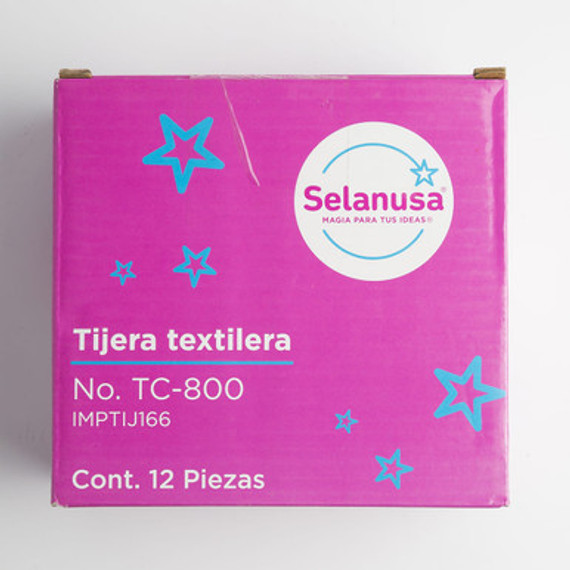 Selanusa®
MAGIA PARA TUS IDEAS®
Tijera textilera
No. TC-800
IMPTIJ166
Cont. 12 Piezas